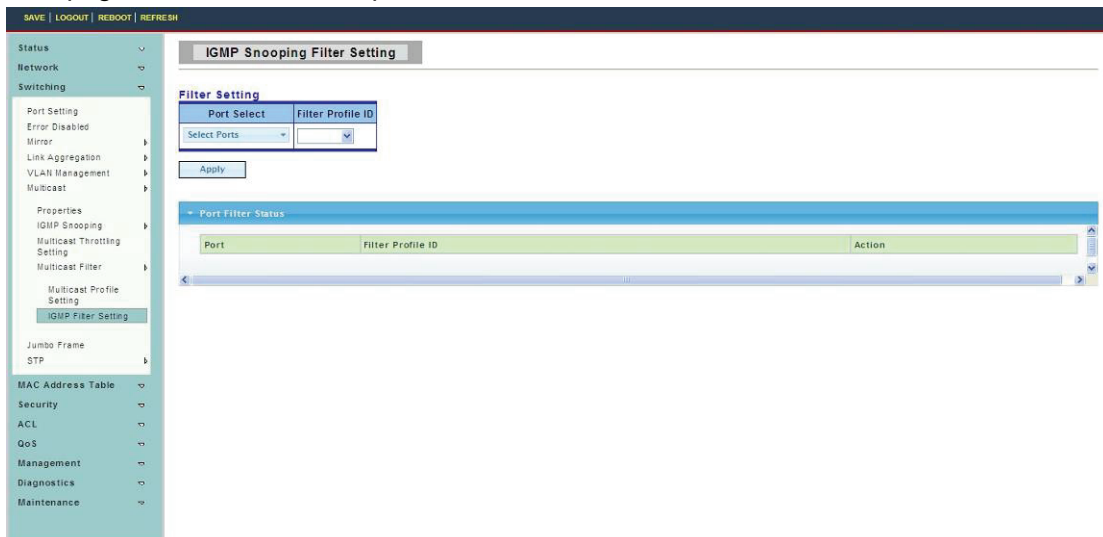 SAVE | LOGOUT | REBOOT | REFRESH
Status
Network
Switching
Port Setting
Error Disabled
Mirror
Link Aggregation
VLAN Management
Multicast
Properties
IGMP Snooping
Multicast Throttling
Setting
Multicast Filter
Multicast Profile
Setting
IGMP Filter Setting
Jumbo Frame
STP
MAC Address Table
Security
ACL
QoS
Management
Diagnostics
Maintenance
IGMP Snooping Filter Setting
Filter Setting
Port Select Filter Profile ID
Select Ports
Apply
Port Filter Status
Port Filter Profile ID Action